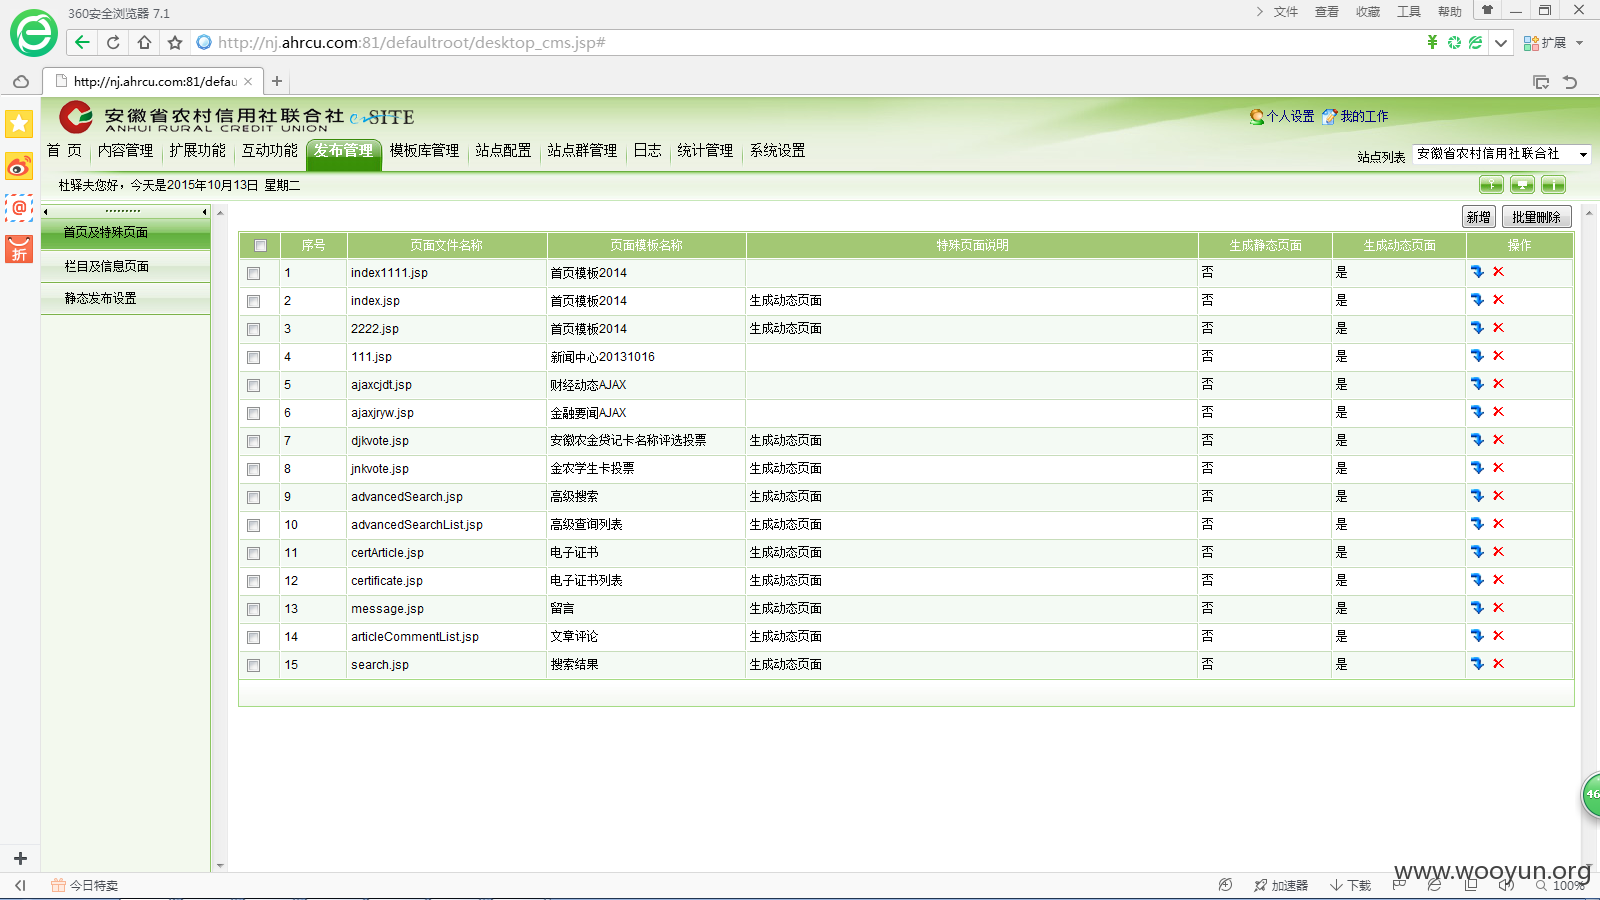 360安全浏览器 7.1
文件 查看 收藏 工具 帮助
http://nj.ahrcu.com:81/defaultroot/desktop_cms.jsp#
扩展
http://nj.ahrcu.com:81/defau
安徽省农村信用社联合社 e-SITE
ANHUI RURAL CREDIT UNION
个人设置 我的工作
首 页 内容管理 扩展功能 互动功能 发布管理 模板库管理 站点配置 站点群管理 日志 统计管理 系统设置
站点列表 安徽省农村信用社联合社
杜驿夫您好，今天是2015年10月13日 星期二
首页及特殊页面
栏目及信息页面
静态发布设置
新增 批量删除
序号 页面文件名称 页面模板名称 特殊页面说明 生成静态页面 生成动态页面 操作
1 index1111.jsp 首页模板2014 否 是
2 index.jsp 首页模板2014 生成动态页面 否 是
3 2222.jsp 首页模板2014 生成动态页面 否 是
4 111.jsp 新闻中心20131016 否 是
5 ajaxcjdt.jsp 财经动态AJAX 否 是
6 ajaxjryw.jsp 金融要闻AJAX 否 是
7 djkvote.jsp 安徽农金贷记卡名称评选投票 生成动态页面 否 是
8 jnkvote.jsp 金农学生卡投票 生成动态页面 否 是
9 advancedSearch.jsp 高级搜索 生成动态页面 否 是
10 advancedSearchList.jsp 高级查询列表 生成动态页面 否 是
11 certArticle.jsp 电子证书 生成动态页面 否 是
12 certificate.jsp 电子证书列表 生成动态页面 否 是
13 message.jsp 留言 生成动态页面 否 是
14 articleCommentList.jsp 文章评论 生成动态页面 否 是
15 search.jsp 搜索结果 生成动态页面 否 是
折
46
www.wooyun.org
今日特卖
加速器 下载 100%